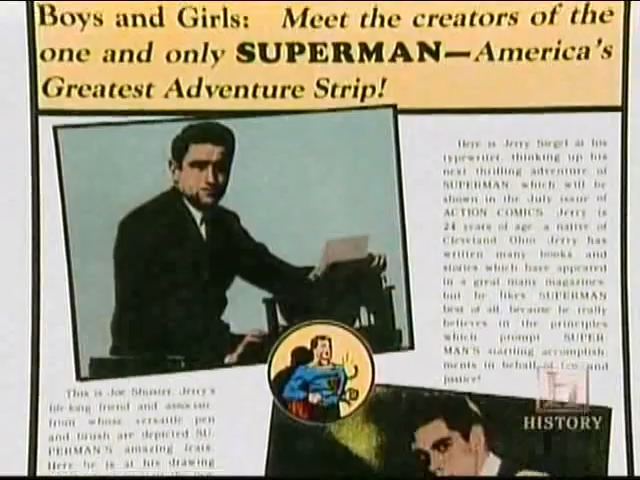 Boys and Girls: Meet the creators of the
one and only SUPERMAN—America's
Greatest Adventure Strip!
Here is Jerry Siegel at his
typewriter, thinking up his
next thrilling adventure of
SUPERMAN which will be
shown in the July issue of
ACTION COMICS. Jerry is
24 years of age, a native of
Cleveland, Ohio. Jerry has
written many books and
stories which have appeared
in a great many magazines,
but he likes SUPERMAN
best of all, because he really
believes in the principles
which prompt SUPER-
MAN'S startling accomplish-
ments in behalf of law and
justice!
This is Joe Shuster, Jerry's
life-long friend and associate
from whose versatile pen
and brush are depicted SU-
PERMAN'S amazing feats.
Here he is at his drawing
H
HISTORY